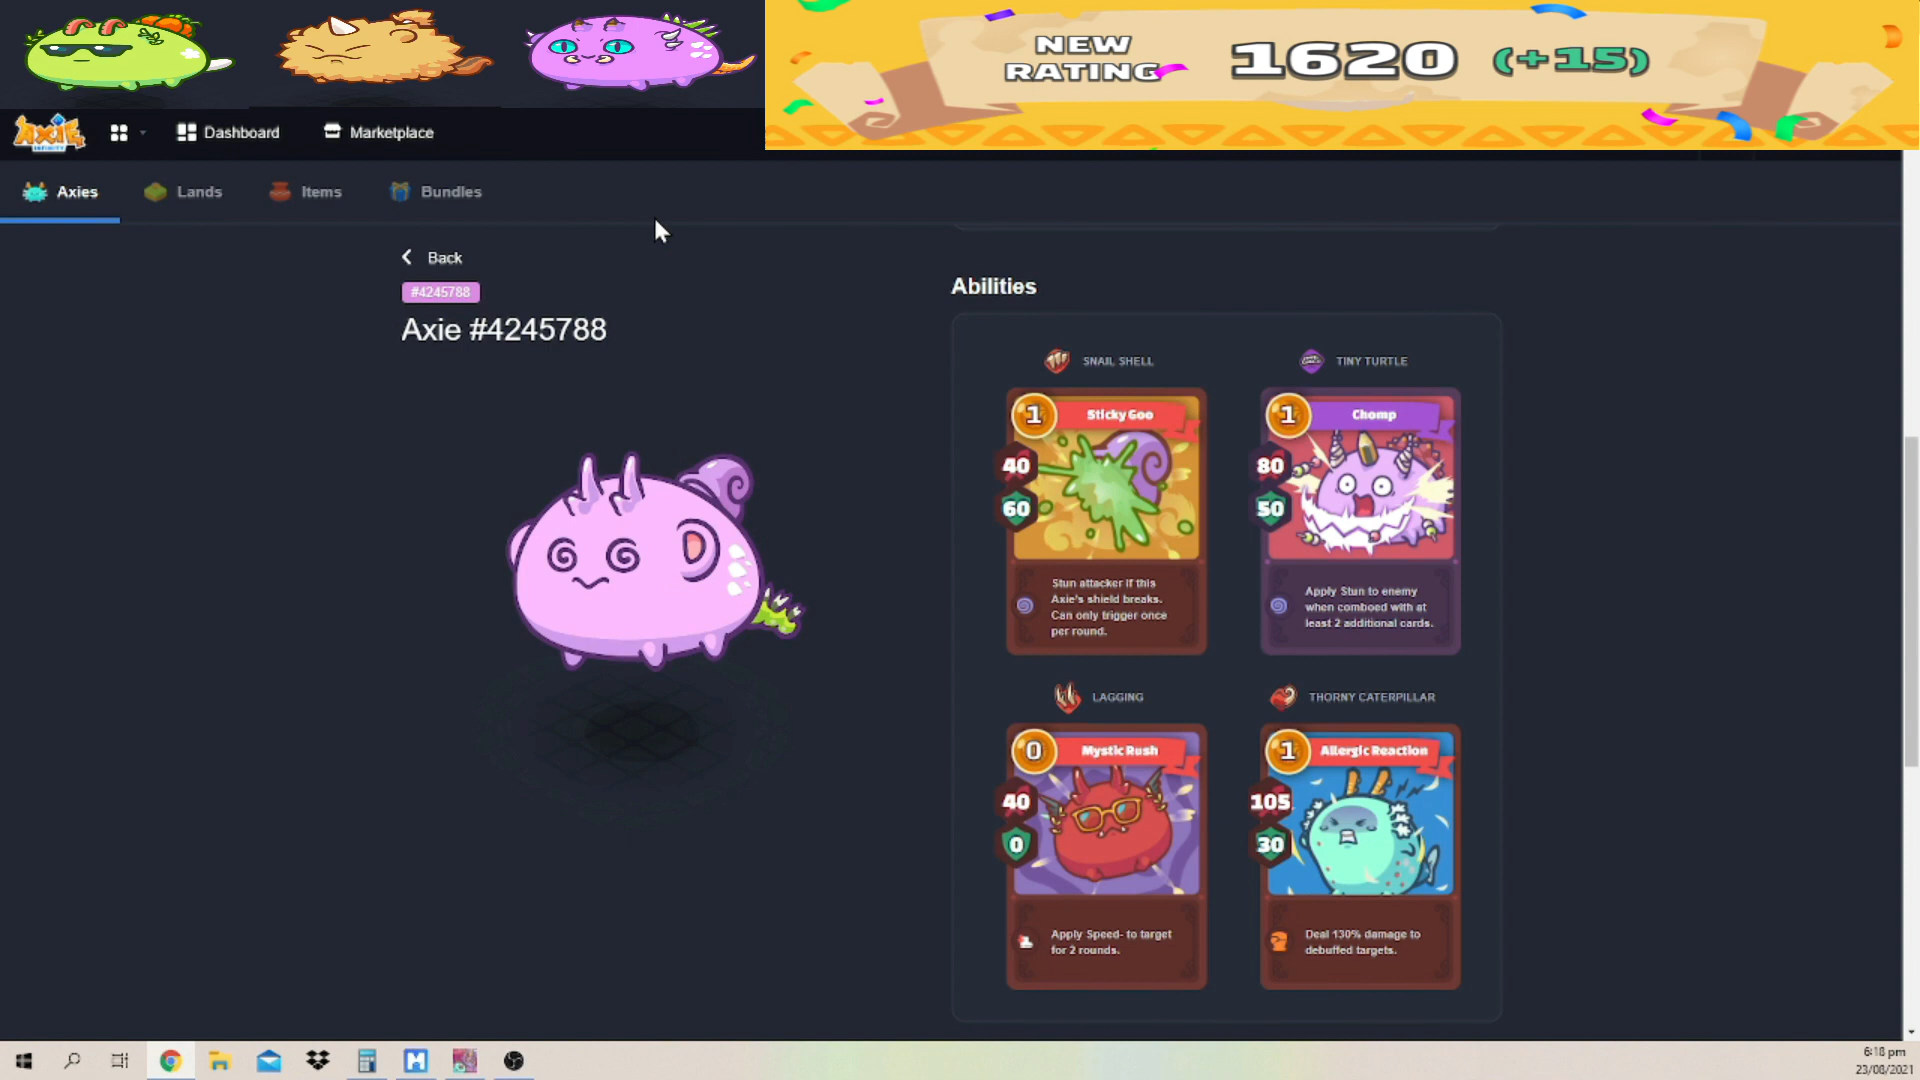 NEW
RATING
1620 (+15)
AXIE
INFINITY
Dashboard
Marketplace
Axies
Lands
Items
Bundles
Back
#4245788
Axie #4245788
Abilities
SNAIL SHELL
1
Sticky Goo
40
60
Stun attacker if this
Axie's shield breaks.
Can only trigger once
per round.
TINY TURTLE
1
Chomp
80
50
Apply Stun to enemy
when comboed with at
least 2 additional cards.
LAGGING
0
Mystic Rush
40
0
Apply Speed- to target
for 2 rounds.
THORNY CATERPILLAR
1
Allergic Reaction
105
30
Deal 130% damage to
debuffed targets.
6:18 pm
23/08/2021